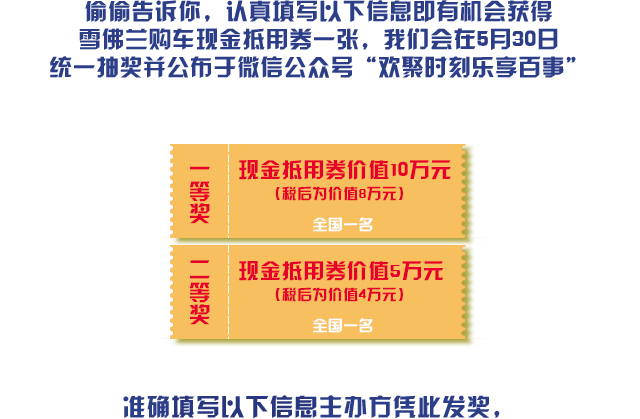 偷偷告诉你，认真填写以下信息即有机会获得
雪佛兰购车现金抵用券一张，我们会在5月30日
统一抽奖并公布于微信公众号“欢聚时刻乐享百事”
一等奖
现金抵用券价值10万元
（税后为价值8万元）
全国一名
二等奖
现金抵用券价值5万元
（税后为价值4万元）
全国一名
准确填写以下信息主办方凭此发奖，